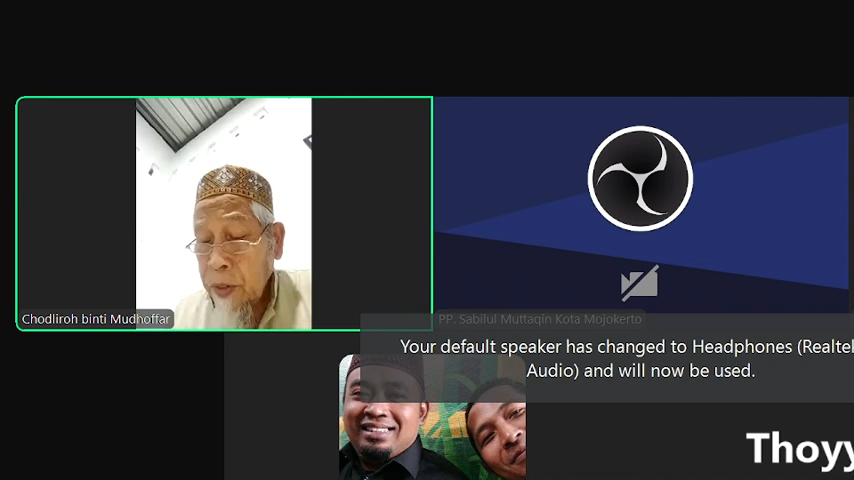 Chodliroh binti Mudhoffar
PP. Sabilul Muttaqin Kota Mojokerto
Your default speaker has changed to Headphones (Realtek
Audio) and will now be used.
Thoyy